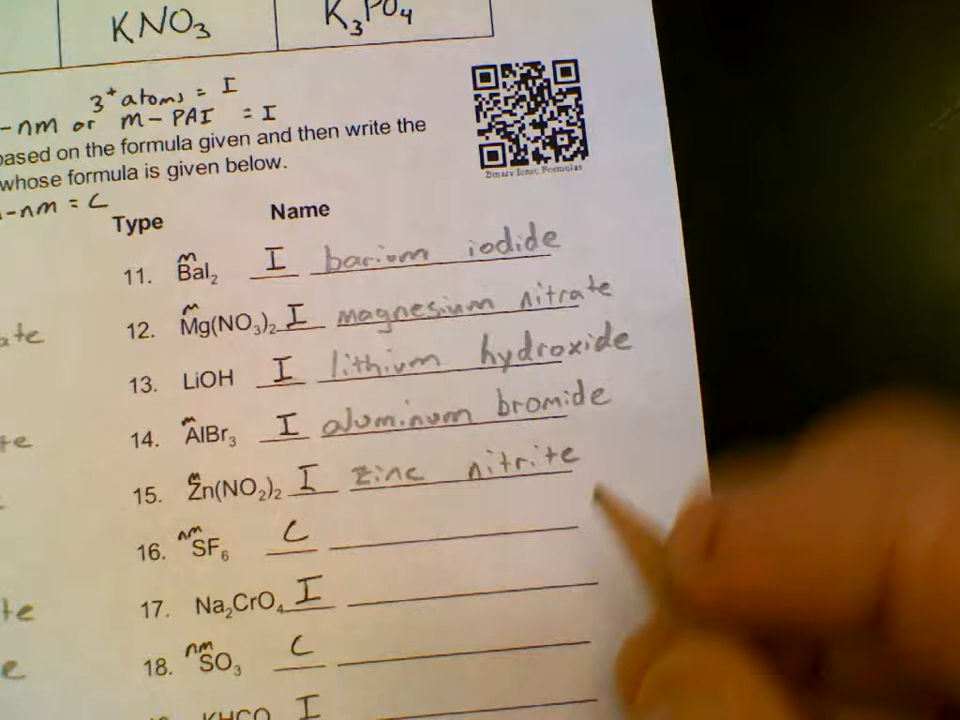 KNO3 K3PO4
3+ atoms = I
-nm or m-PAI = I
based on the formula given and then write the
whose formula is given below.
-nm = C
Binary Ionic Formulas
Type Name
11. m BaI2 I barium iodide
12. m Mg(NO3)2 I magnesium nitrate
ate
13. LiOH I lithium hydroxide
14. m AlBr3 I aluminum bromide
te
15. m Zn(NO2)2 I zinc nitrite
16. nm SF6 C
17. Na2CrO4 I
te
18. nm SO3 C
e
KHCO I